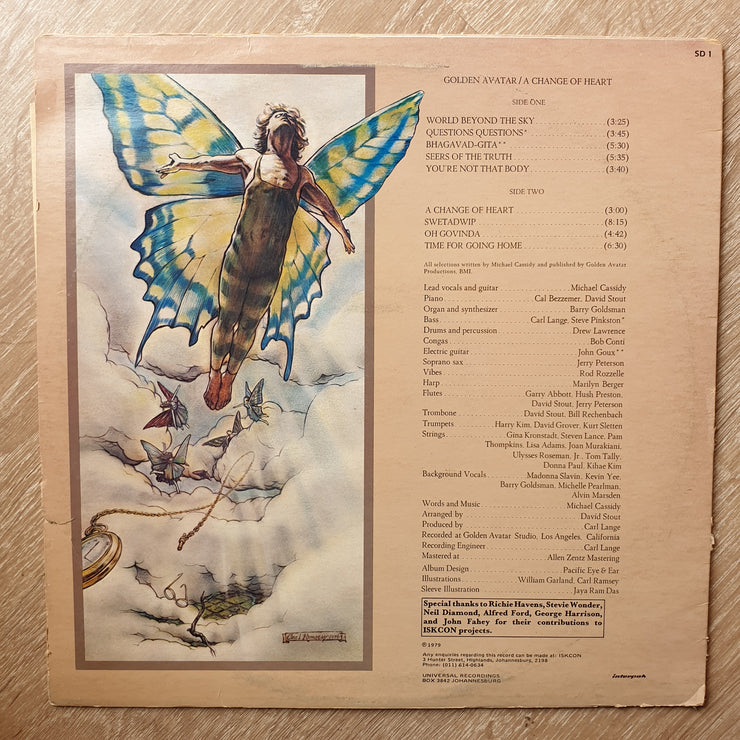 SD 1
GOLDEN AVATAR/A CHANGE OF HEART
SIDE ONE
WORLD BEYOND THE SKY (3:25)
QUESTIONS QUESTIONS* (3:45)
BHAGAVAD-GITA** (5:30)
SEERS OF THE TRUTH (5:35)
YOU'RE NOT THAT BODY (3:40)
SIDE TWO
A CHANGE OF HEART (3:00)
SWETADWIP (8:15)
OH GOVINDA (4:42)
TIME FOR GOING HOME (6:30)
All selections written by Michael Cassidy and published by Golden Avatar
Productions, BMI.
Lead vocals and guitar Michael Cassidy
Piano Cal Bezzemer, David Stout
Organ and synthesizer Barry Goldsman
Bass Carl Lange, Steve Pinkston*
Drums and percussion Drew Lawrence
Congas Bob Conti
Electric guitar John Goux**
Soprano sax Jerry Peterson
Vibes Rod Rozzelle
Harp Marilyn Berger
Flutes Garry Abbott, Hush Preston,
David Stout, Jerry Peterson
Trombone David Stout, Bill Rechenbach
Trumpets Harry Kim, David Grover, Kurt Sletten
Strings Gina Kronstadt, Steven Lance, Pam
Thompkins, Lisa Adams, Joan Murakiani,
Ulysses Roseman, Jr., Tom Tally,
Donna Paul, Kihae Kim
Background Vocals Madonna Slavin, Kevin Yee,
Barry Goldsman, Michelle Pearlman,
Alvin Marsden
Words and Music Michael Cassidy
Arranged by David Stout
Produced by Carl Lange
Recorded at Golden Avatar Studio, Los Angeles, California
Recording Engineer Carl Lange
Mastered at Allen Zentz Mastering
Album Design Pacific Eye & Ear
Illustrations William Garland, Carl Ramsey
Sleeve Illustration Jaya Ram Das
Special thanks to Richie Havens, Stevie Wonder,
Neil Diamond, Alfred Ford, George Harrison,
and John Fahey for their contributions to
ISKCON projects.
℗ 1979
Any enquiries regarding this record can be made at: ISKCON
3 Hunter Street, Highlands, Johannesburg, 2198
Phone: (011) 614-0634
UNIVERSAL RECORDINGS
BOX 3842 JOHANNESBURG
interpak